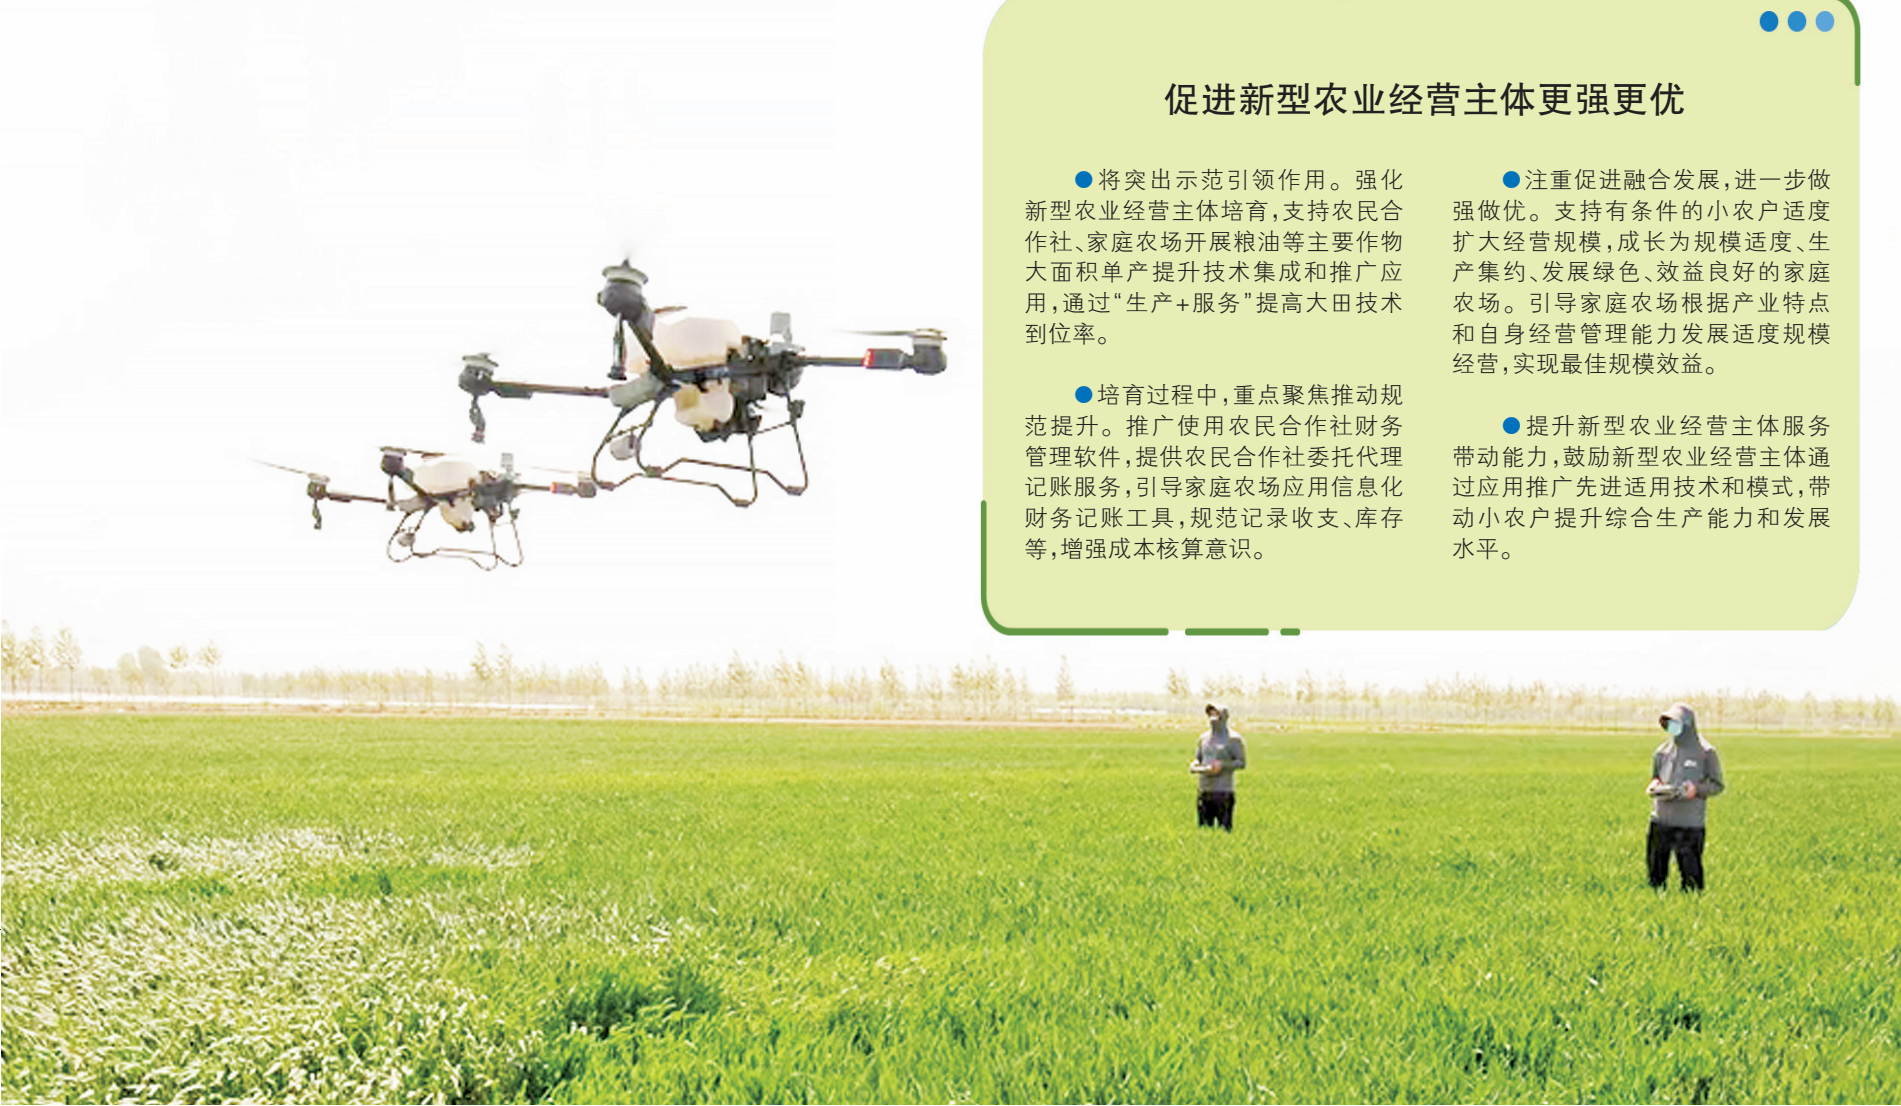 促进新型农业经营主体更强更优
●将突出示范引领作用。强化
新型农业经营主体培育,支持农民合
作社、家庭农场开展粮油等主要作物
大面积单产提升技术集成和推广应
用,通过“生产+服务”提高大田技术
到位率。
●培育过程中,重点聚焦推动规
范提升。推广使用农民合作社财务
管理软件,提供农民合作社委托代理
记账服务,引导家庭农场应用信息化
财务记账工具,规范记录收支、库存
等,增强成本核算意识。
●注重促进融合发展,进一步做
强做优。支持有条件的小农户适度
扩大经营规模,成长为规模适度、生
产集约、发展绿色、效益良好的家庭
农场。引导家庭农场根据产业特点
和自身经营管理能力发展适度规模
经营,实现最佳规模效益。
●提升新型农业经营主体服务
带动能力,鼓励新型农业经营主体通
过应用推广先进适用技术和模式,带
动小农户提升综合生产能力和发展
水平。